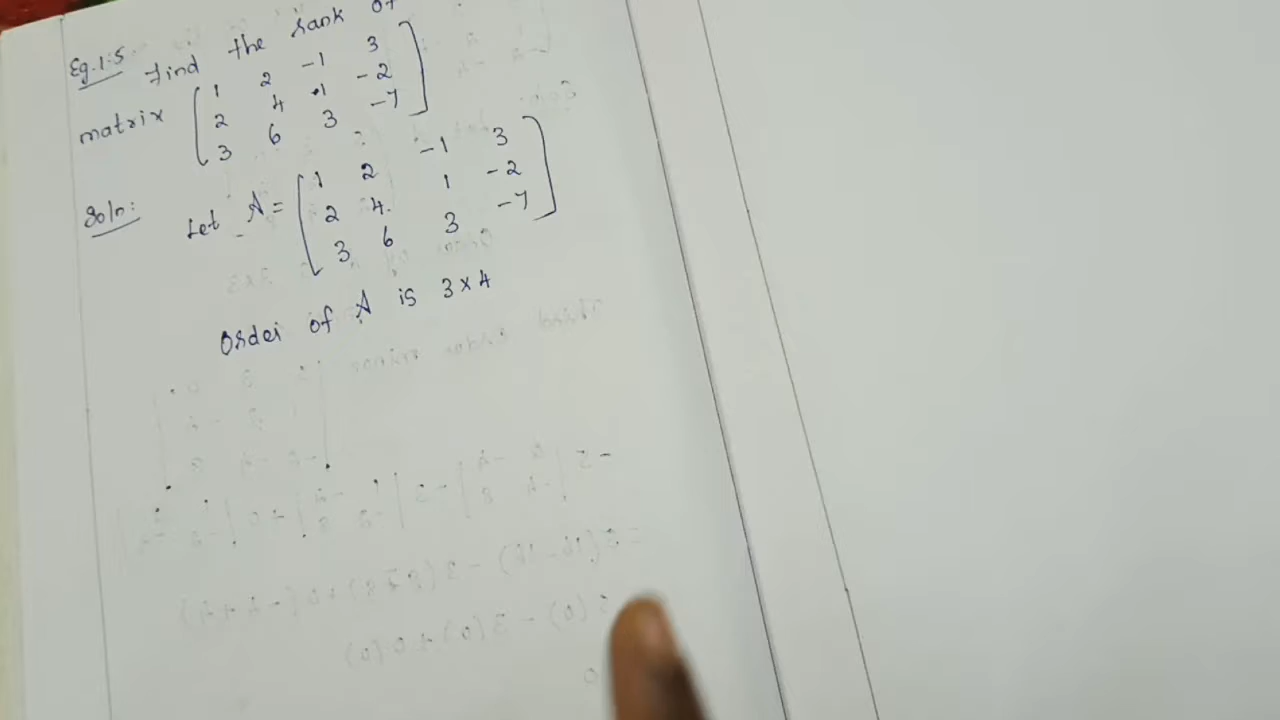 Eg.1.5 find the rank of
matrix [ 1 2 -1 3
2 4 1 -2
3 6 3 -7 ]
Soln: Let A = [ 1 2 -1 3
2 4 1 -2
3 6 3 -7 ]
Order of A is 3 x 4